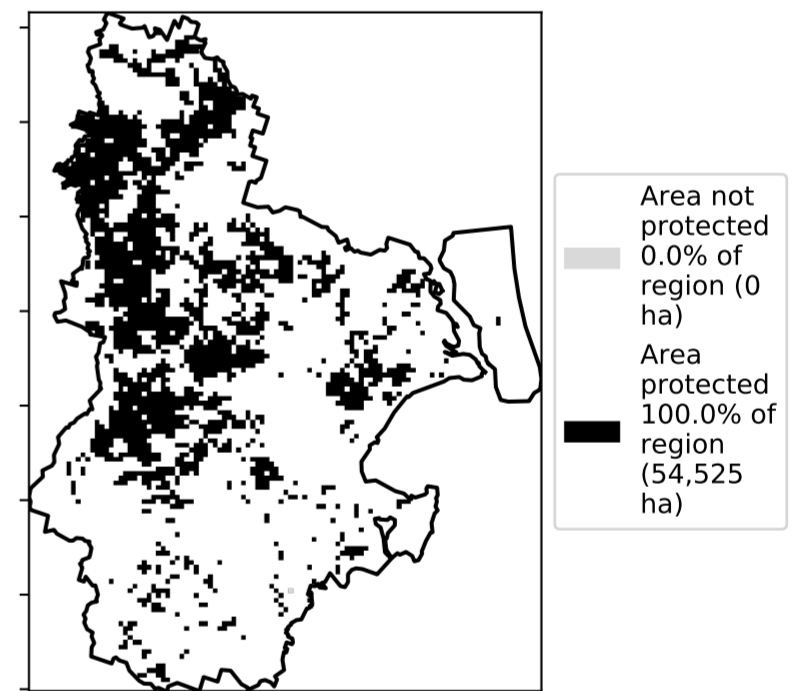 Area not
protected
0.0% of
region (0
ha)
Area
protected
100.0% of
region
(54,525
ha)